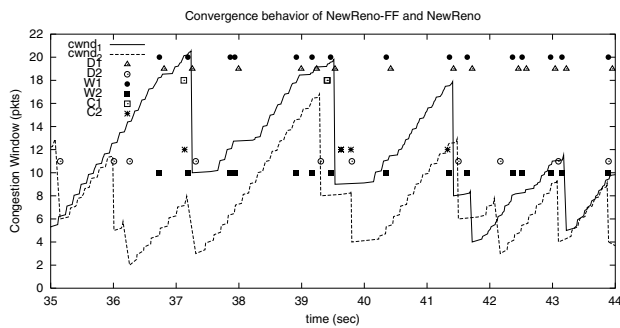 Convergence behavior of NewReno-FF and NewReno
Congestion Window (pkts)
22
20
18
16
14
12
10
8
6
4
2
0
cwnd1
cwnd2
D1
D2
W1
W2
C1
C2
35 36 37 38 39 40 41 42 43 44
time (sec)